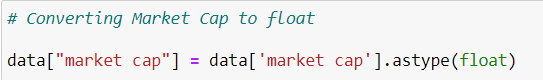 # Converting Market Cap to float
data["market cap"] = data['market cap'].astype(float)